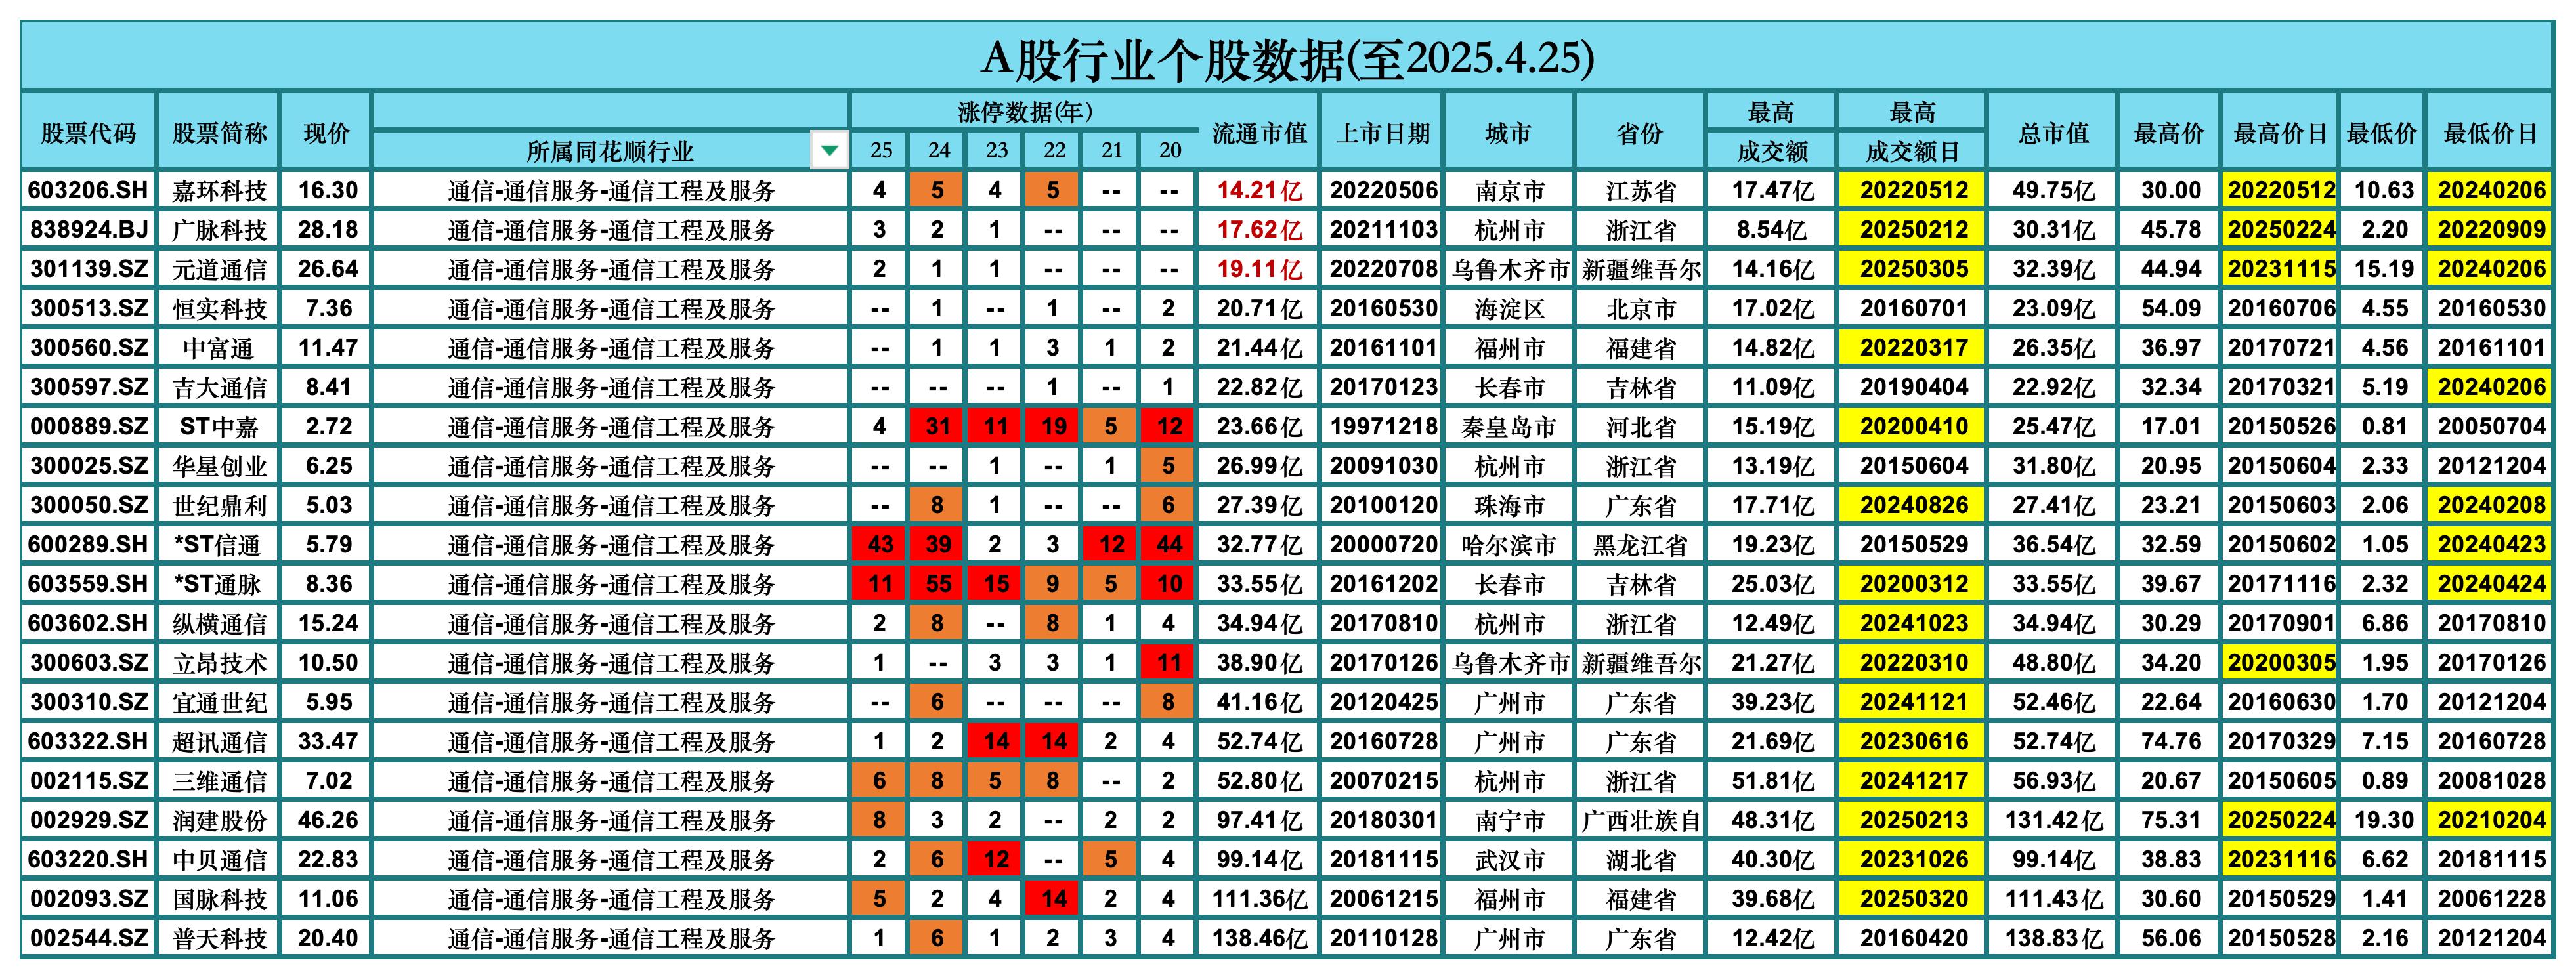 A股行业个股数据(至2025.4.25)
股票代码 股票简称 现价 所属同花顺行业 涨停数据(年) 25 24 23 22 21 20 流通市值 上市日期 城市 省份 最高成交额 最高成交额日 总市值 最高价 最高价日 最低价 最低价日
603206.SH 嘉环科技 16.30 通信-通信服务-通信工程及服务 4 5 4 5 -- -- 14.21亿 20220506 南京市 江苏省 17.47亿 20220512 49.75亿 30.00 20220512 10.63 20240206
838924.BJ 广脉科技 28.18 通信-通信服务-通信工程及服务 3 2 1 -- -- -- 17.62亿 20211103 杭州市 浙江省 8.54亿 20250212 30.31亿 45.78 20250224 2.20 20220909
301139.SZ 元道通信 26.64 通信-通信服务-通信工程及服务 2 1 1 -- -- -- 19.11亿 20220708 乌鲁木齐市 新疆维吾尔 14.16亿 20250305 32.39亿 44.94 20231115 15.19 20240206
300513.SZ 恒实科技 7.36 通信-通信服务-通信工程及服务 -- 1 -- 1 -- 2 20.71亿 20160530 海淀区 北京市 17.02亿 20160701 23.09亿 54.09 20160706 4.55 20160530
300560.SZ 中富通 11.47 通信-通信服务-通信工程及服务 -- 1 1 3 1 2 21.44亿 20161101 福州市 福建省 14.82亿 20220317 26.35亿 36.97 20170721 4.56 20161101
300597.SZ 吉大通信 8.41 通信-通信服务-通信工程及服务 -- -- -- 1 -- 1 22.82亿 20170123 长春市 吉林省 11.09亿 20190404 22.92亿 32.34 20170321 5.19 20240206
000889.SZ ST中嘉 2.72 通信-通信服务-通信工程及服务 4 31 11 19 5 12 23.66亿 19971218 秦皇岛市 河北省 15.19亿 20200410 25.47亿 17.01 20150526 0.81 20050704
300025.SZ 华星创业 6.25 通信-通信服务-通信工程及服务 -- -- 1 -- 1 5 26.99亿 20091030 杭州市 浙江省 13.19亿 20150604 31.80亿 20.95 20150604 2.33 20121204
300050.SZ 世纪鼎利 5.03 通信-通信服务-通信工程及服务 -- 8 1 -- -- 6 27.39亿 20100120 珠海市 广东省 17.71亿 20240826 27.41亿 23.21 20150603 2.06 20240208
600289.SH *ST信通 5.79 通信-通信服务-通信工程及服务 43 39 2 3 12 44 32.77亿 20000720 哈尔滨市 黑龙江省 19.23亿 20150529 36.54亿 32.59 20150602 1.05 20240423
603559.SH *ST通脉 8.36 通信-通信服务-通信工程及服务 11 55 15 9 5 10 33.55亿 20161202 长春市 吉林省 25.03亿 20200312 33.55亿 39.67 20171116 2.32 20240424
603602.SH 纵横通信 15.24 通信-通信服务-通信工程及服务 2 8 -- 8 1 4 34.94亿 20170810 杭州市 浙江省 12.49亿 20241023 34.94亿 30.29 20170901 6.86 20170810
300603.SZ 立昂技术 10.50 通信-通信服务-通信工程及服务 1 -- 3 3 1 11 38.90亿 20170126 乌鲁木齐市 新疆维吾尔 21.27亿 20220310 48.80亿 34.20 20200305 1.95 20170126
300310.SZ 宜通世纪 5.95 通信-通信服务-通信工程及服务 -- 6 -- -- -- 8 41.16亿 20120425 广州市 广东省 39.23亿 20241121 52.46亿 22.64 20160630 1.70 20121204
603322.SH 超讯通信 33.47 通信-通信服务-通信工程及服务 1 2 14 14 2 4 52.74亿 20160728 广州市 广东省 21.69亿 20230616 52.74亿 74.76 20170329 7.15 20160728
002115.SZ 三维通信 7.02 通信-通信服务-通信工程及服务 6 8 5 8 -- 2 52.80亿 20070215 杭州市 浙江省 51.81亿 20241217 56.93亿 20.67 20150605 0.89 20081028
002929.SZ 润建股份 46.26 通信-通信服务-通信工程及服务 8 3 2 -- 2 2 97.41亿 20180301 南宁市 广西壮族自 48.31亿 20250213 131.42亿 75.31 20250224 19.30 20210204
603220.SH 中贝通信 22.83 通信-通信服务-通信工程及服务 2 6 12 -- 5 4 99.14亿 20181115 武汉市 湖北省 40.30亿 20231026 99.14亿 38.83 20231116 6.62 20181115
002093.SZ 国脉科技 11.06 通信-通信服务-通信工程及服务 5 2 4 14 2 4 111.36亿 20061215 福州市 福建省 39.68亿 20250320 111.43亿 30.60 20150529 1.41 20061228
002544.SZ 普天科技 20.40 通信-通信服务-通信工程及服务 1 6 1 2 3 4 138.46亿 20110128 广州市 广东省 12.42亿 20160420 138.83亿 56.06 20150528 2.16 20121204